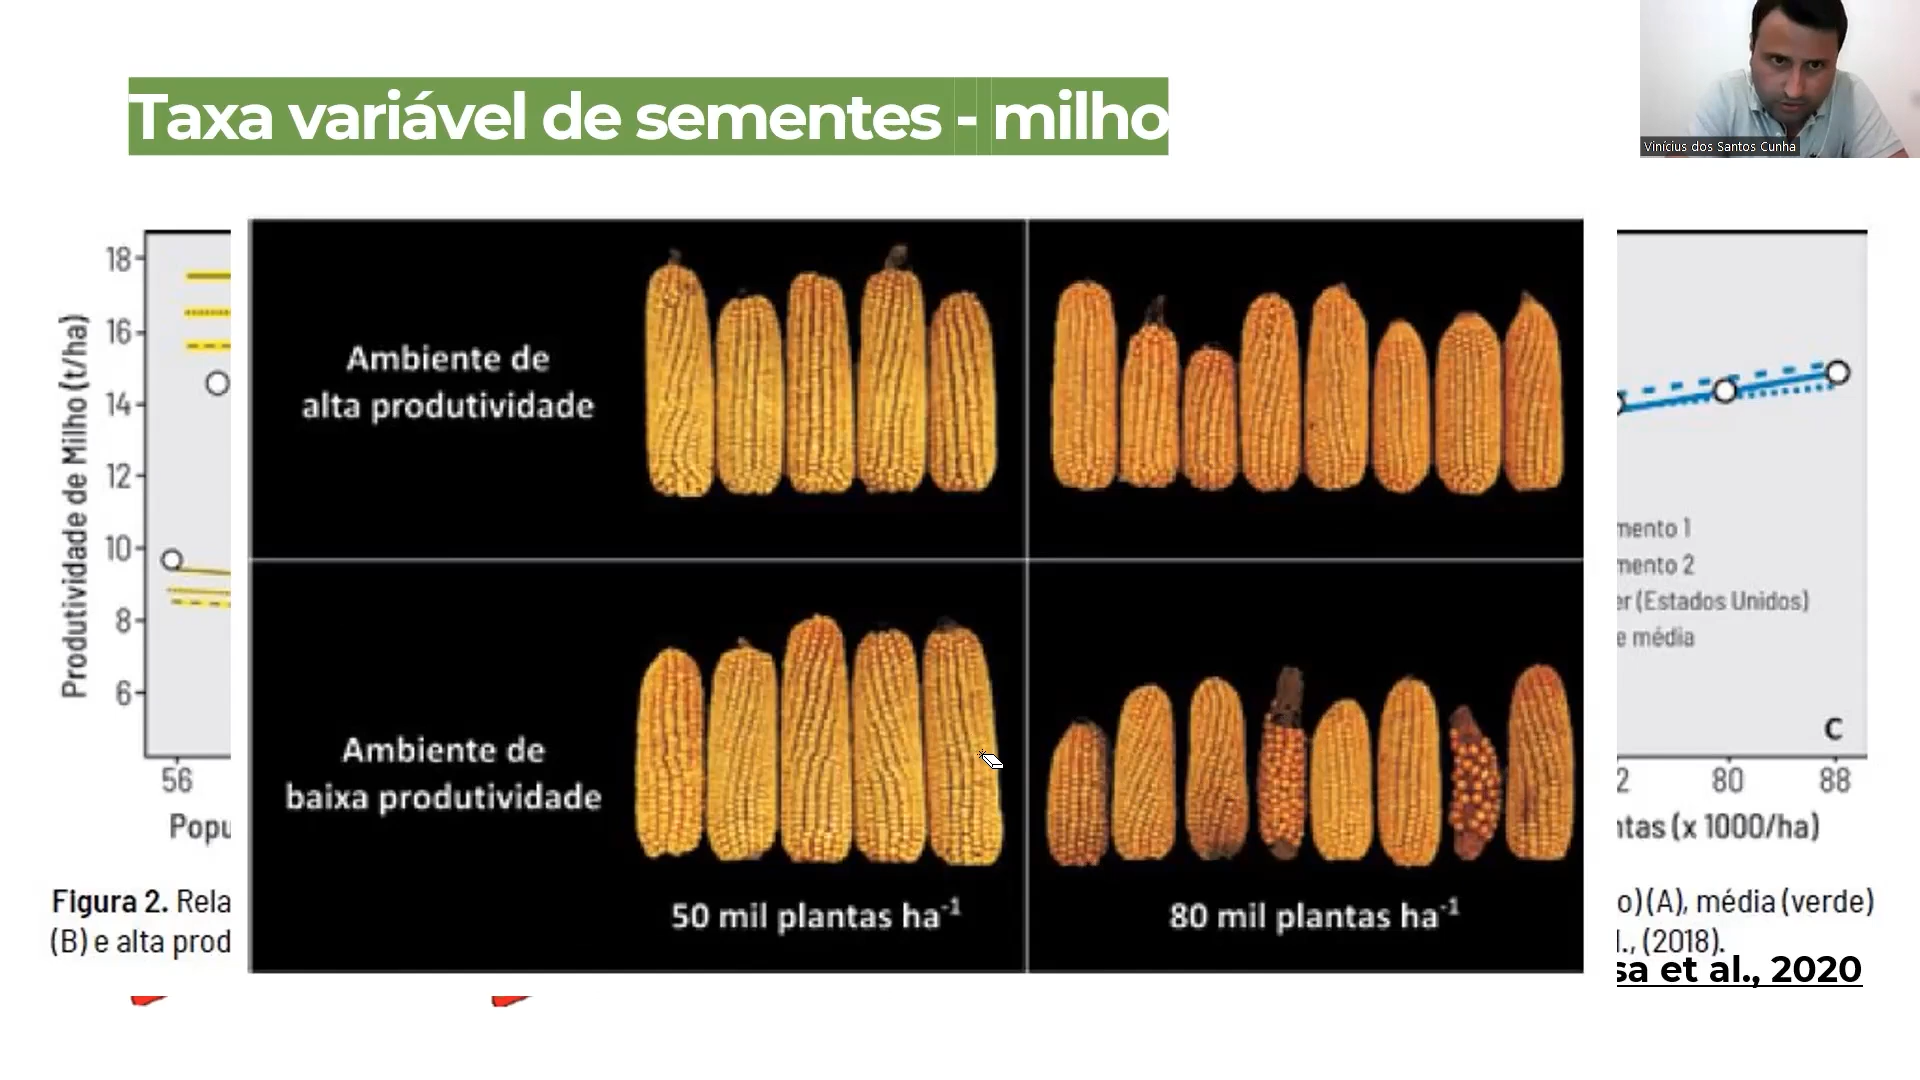 Taxa variável de sementes - milho
Vinícius dos Santos Cunha
Produtividade de Milho (t/ha)
18
16
14
12
10
8
6
56
Popu
Ambiente de
alta produtividade
Ambiente de
baixa produtividade
50 mil plantas ha⁻¹
80 mil plantas ha⁻¹
mento 1
mento 2
er (Estados Unidos)
e média
C
2
80
88
ntas (x 1000/ha)
Figura 2. Rela
(B) e alta prod
o) (A), média (verde)
l., (2018).
sa et al., 2020